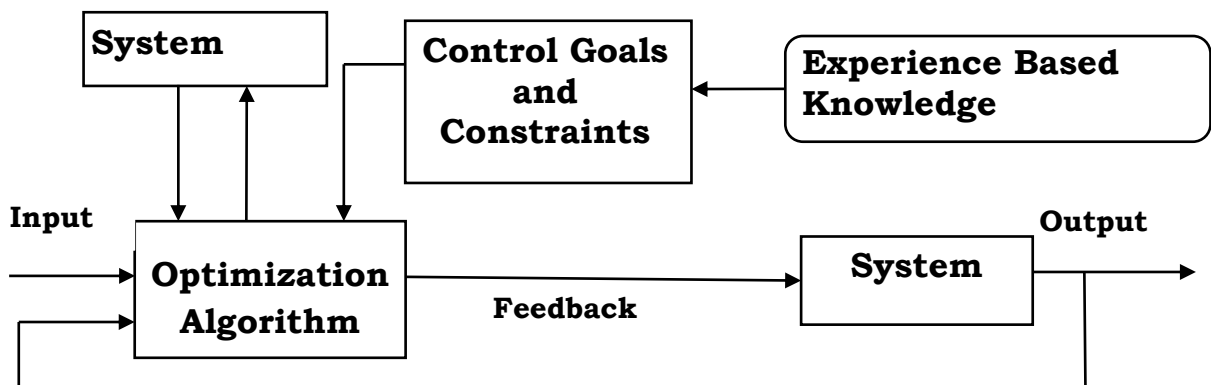 System
Control Goals
and
Constraints
Experience Based
Knowledge
Input
Optimization
Algorithm
Feedback
System
Output